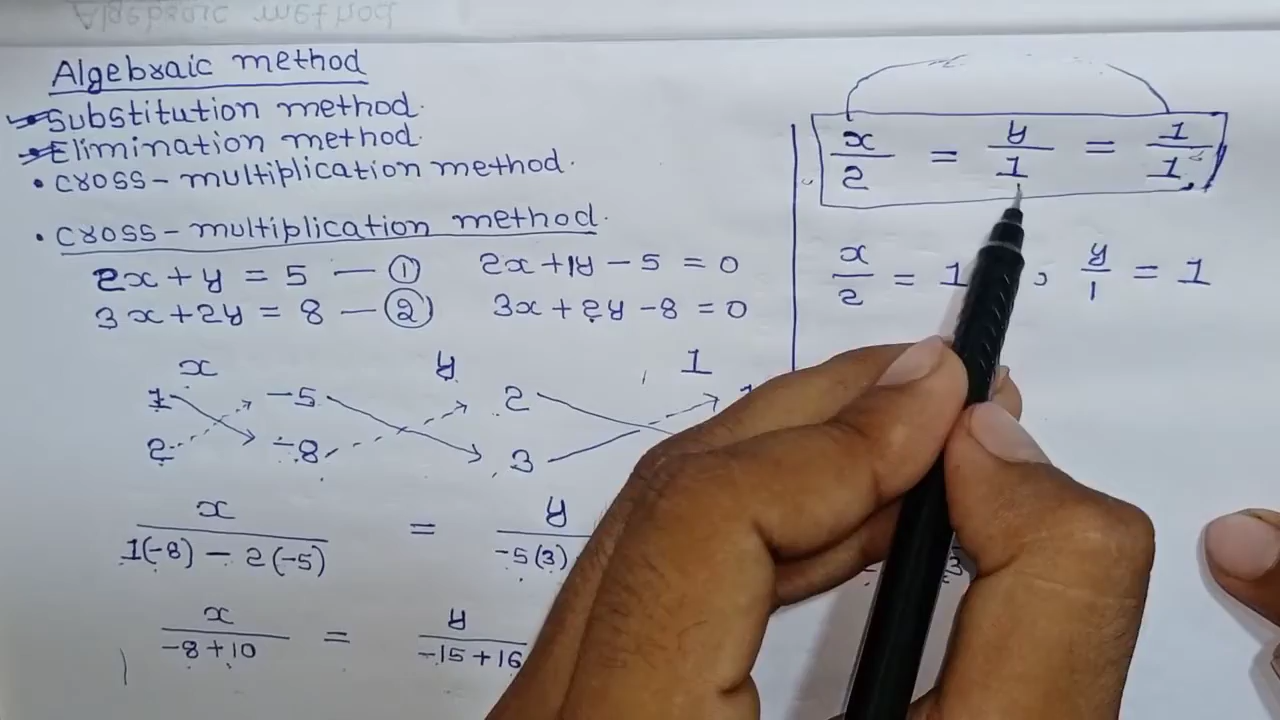 Algebraic method
Substitution method.
Elimination method.
• Cross-multiplication method.
• Cross-multiplication method.
2x + y = 5 — ①
2x + 1y - 5 = 0
3x + 2y = 8 — ②
3x + 2y - 8 = 0
x y 1
1 -5 2
2 -8 3
x/(1(-8) - 2(-5)) = y/(-5(3)
x/(-8+10) = y/(-15+16
x/2 = y/1 = 1/1
x/2 = 1, y/1 = 1